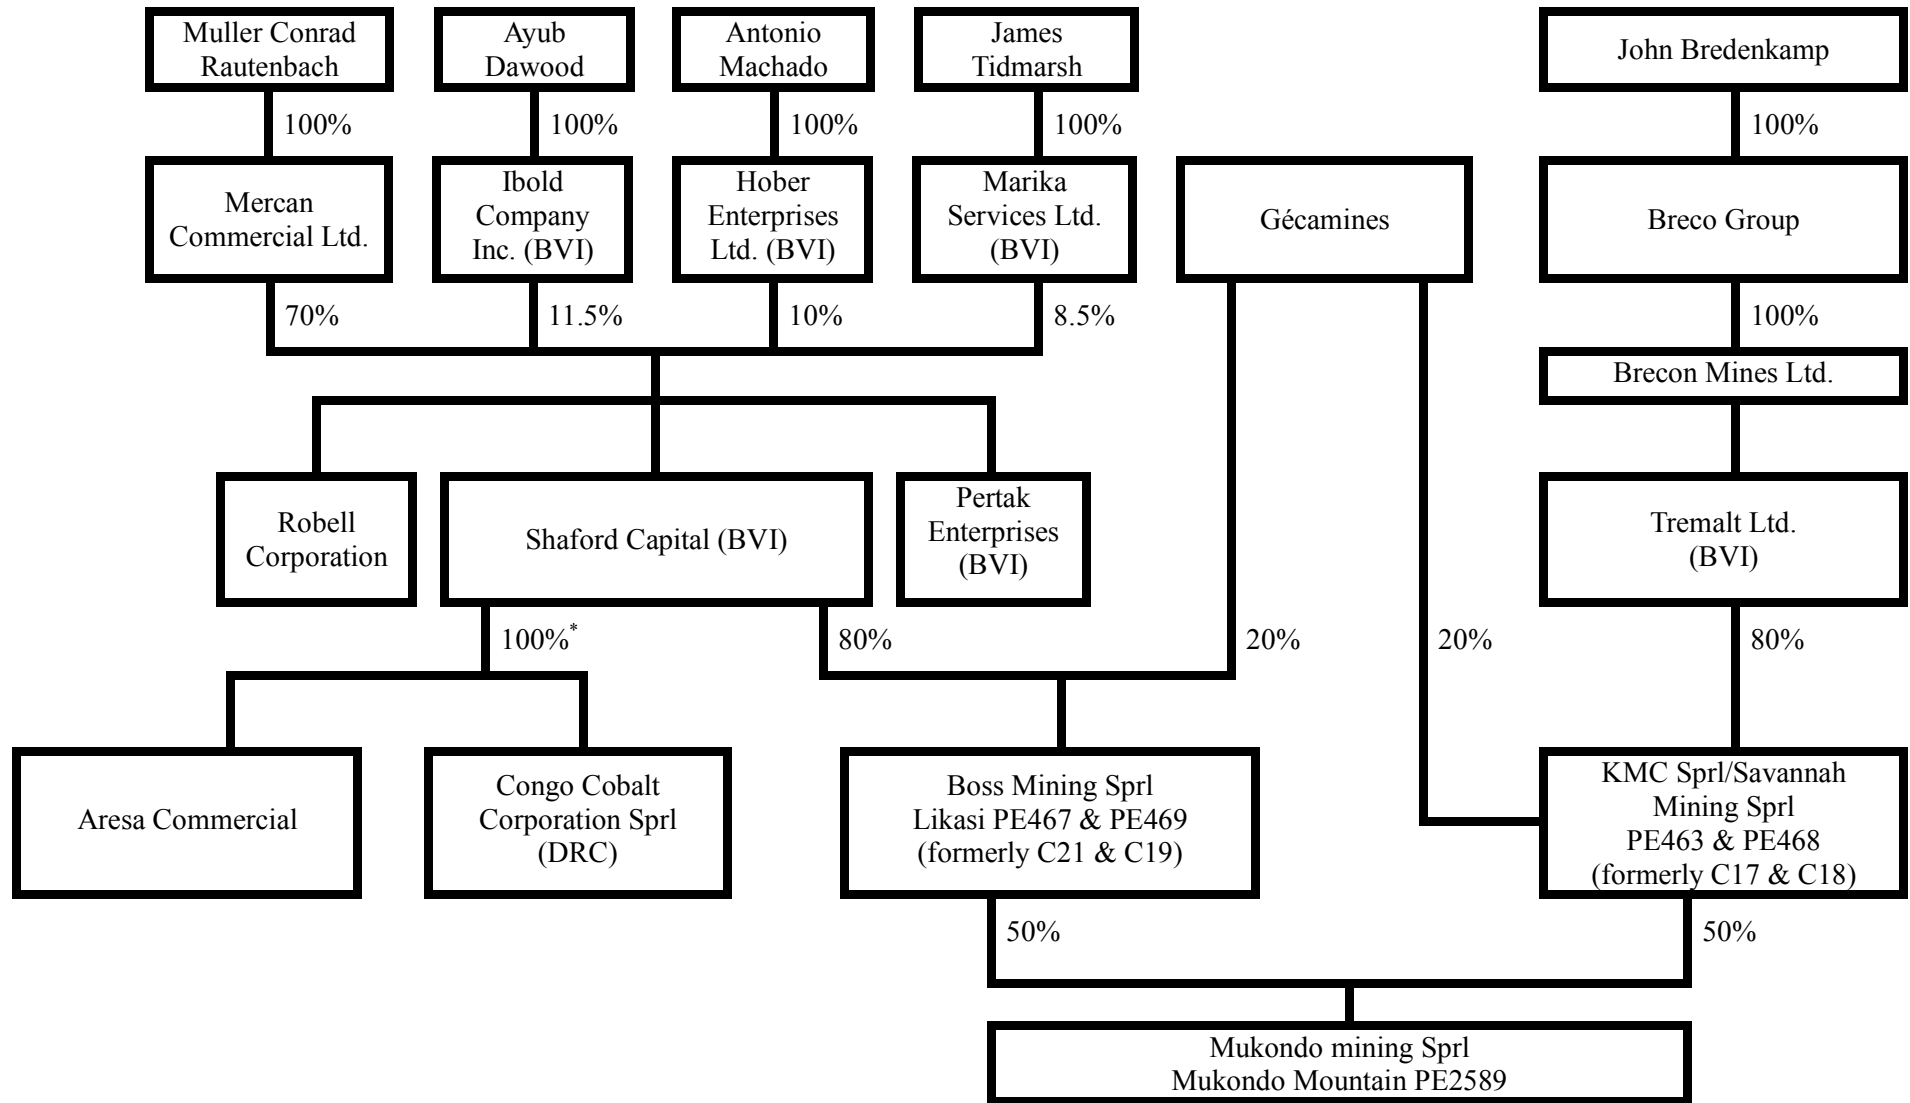 Muller Conrad
Rautenbach
Ayub
Dawood
Antonio
Machado
James
Tidmarsh
John Bredenkamp
100%
100%
100%
100%
100%
Mercan
Commercial Ltd.
Ibold
Company
Inc. (BVI)
Hober
Enterprises
Ltd. (BVI)
Marika
Services Ltd.
(BVI)
Gécamines
Breco Group
70%
11.5%
10%
8.5%
100%
Brecon Mines Ltd.
Robell
Corporation
Shaford Capital (BVI)
Pertak
Enterprises
(BVI)
Tremalt Ltd.
(BVI)
100%*
80%
20%
20%
80%
Aresa Commercial
Congo Cobalt
Corporation Sprl
(DRC)
Boss Mining Sprl
Likasi PE467 & PE469
(formerly C21 & C19)
KMC Sprl/Savannah
Mining Sprl
PE463 & PE468
(formerly C17 & C18)
50%
50%
Mukondo mining Sprl
Mukondo Mountain PE2589